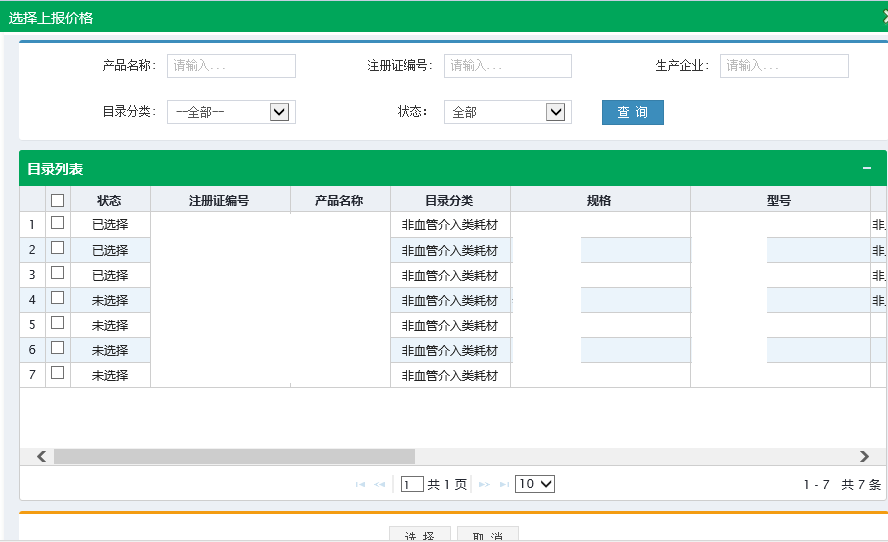 选择上报价格
产品名称： 请输入... 注册证编号： 请输入... 生产企业： 请输入...
目录分类： --全部-- 状态： 全部 查 询
目录列表
状态 注册证编号 产品名称 目录分类 规格 型号
1 已选择 非血管介入类耗材 非
2 已选择 非血管介入类耗材 非
3 已选择 非血管介入类耗材 非
4 未选择 非血管介入类耗材 非
5 未选择 非血管介入类耗材
6 未选择 非血管介入类耗材
7 未选择 非血管介入类耗材
1 共 1 页 10 1 - 7 共 7 条
选 择 取 消